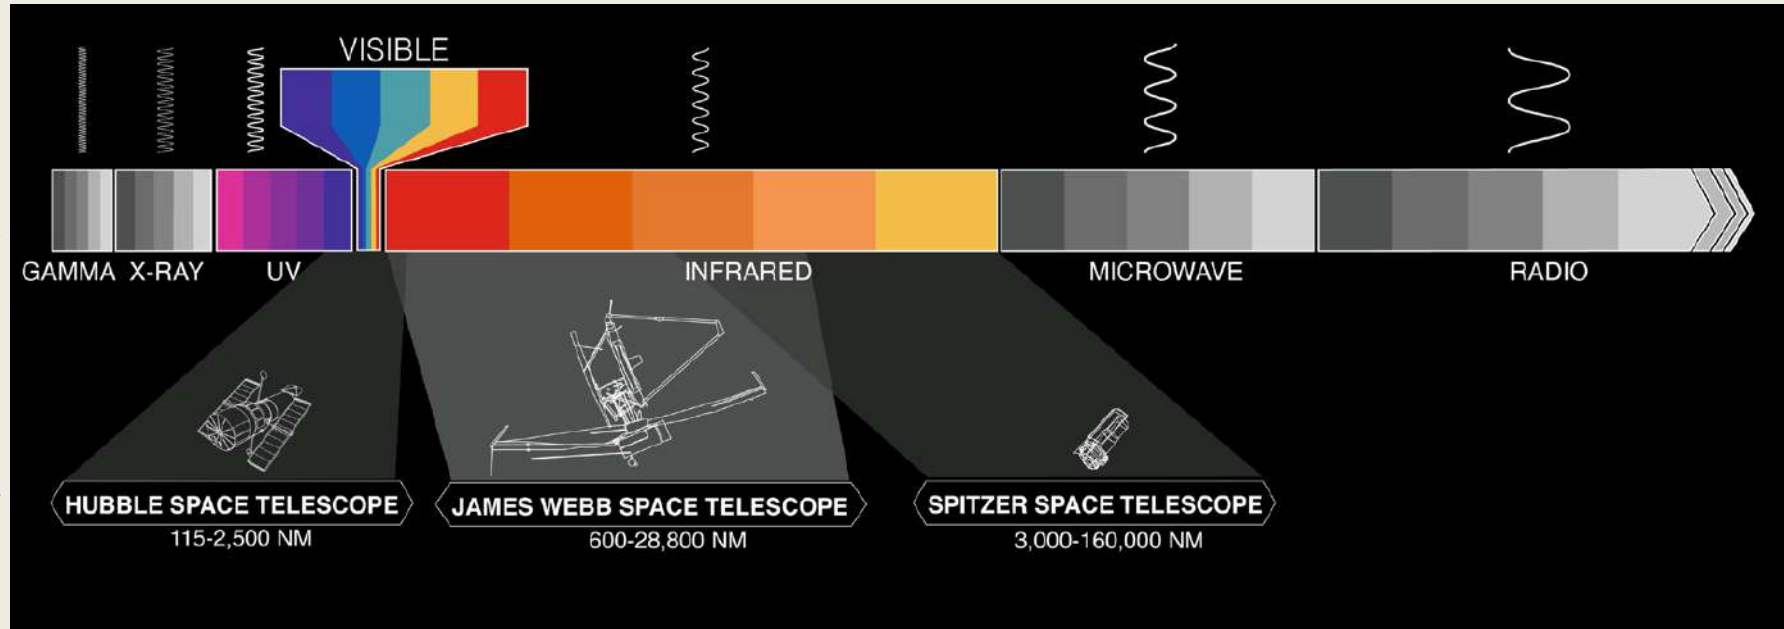 VISIBLE
GAMMA X-RAY UV INFRARED MICROWAVE RADIO
HUBBLE SPACE TELESCOPE
115-2,500 NM
JAMES WEBB SPACE TELESCOPE
600-28,800 NM
SPITZER SPACE TELESCOPE
3,000-160,000 NM